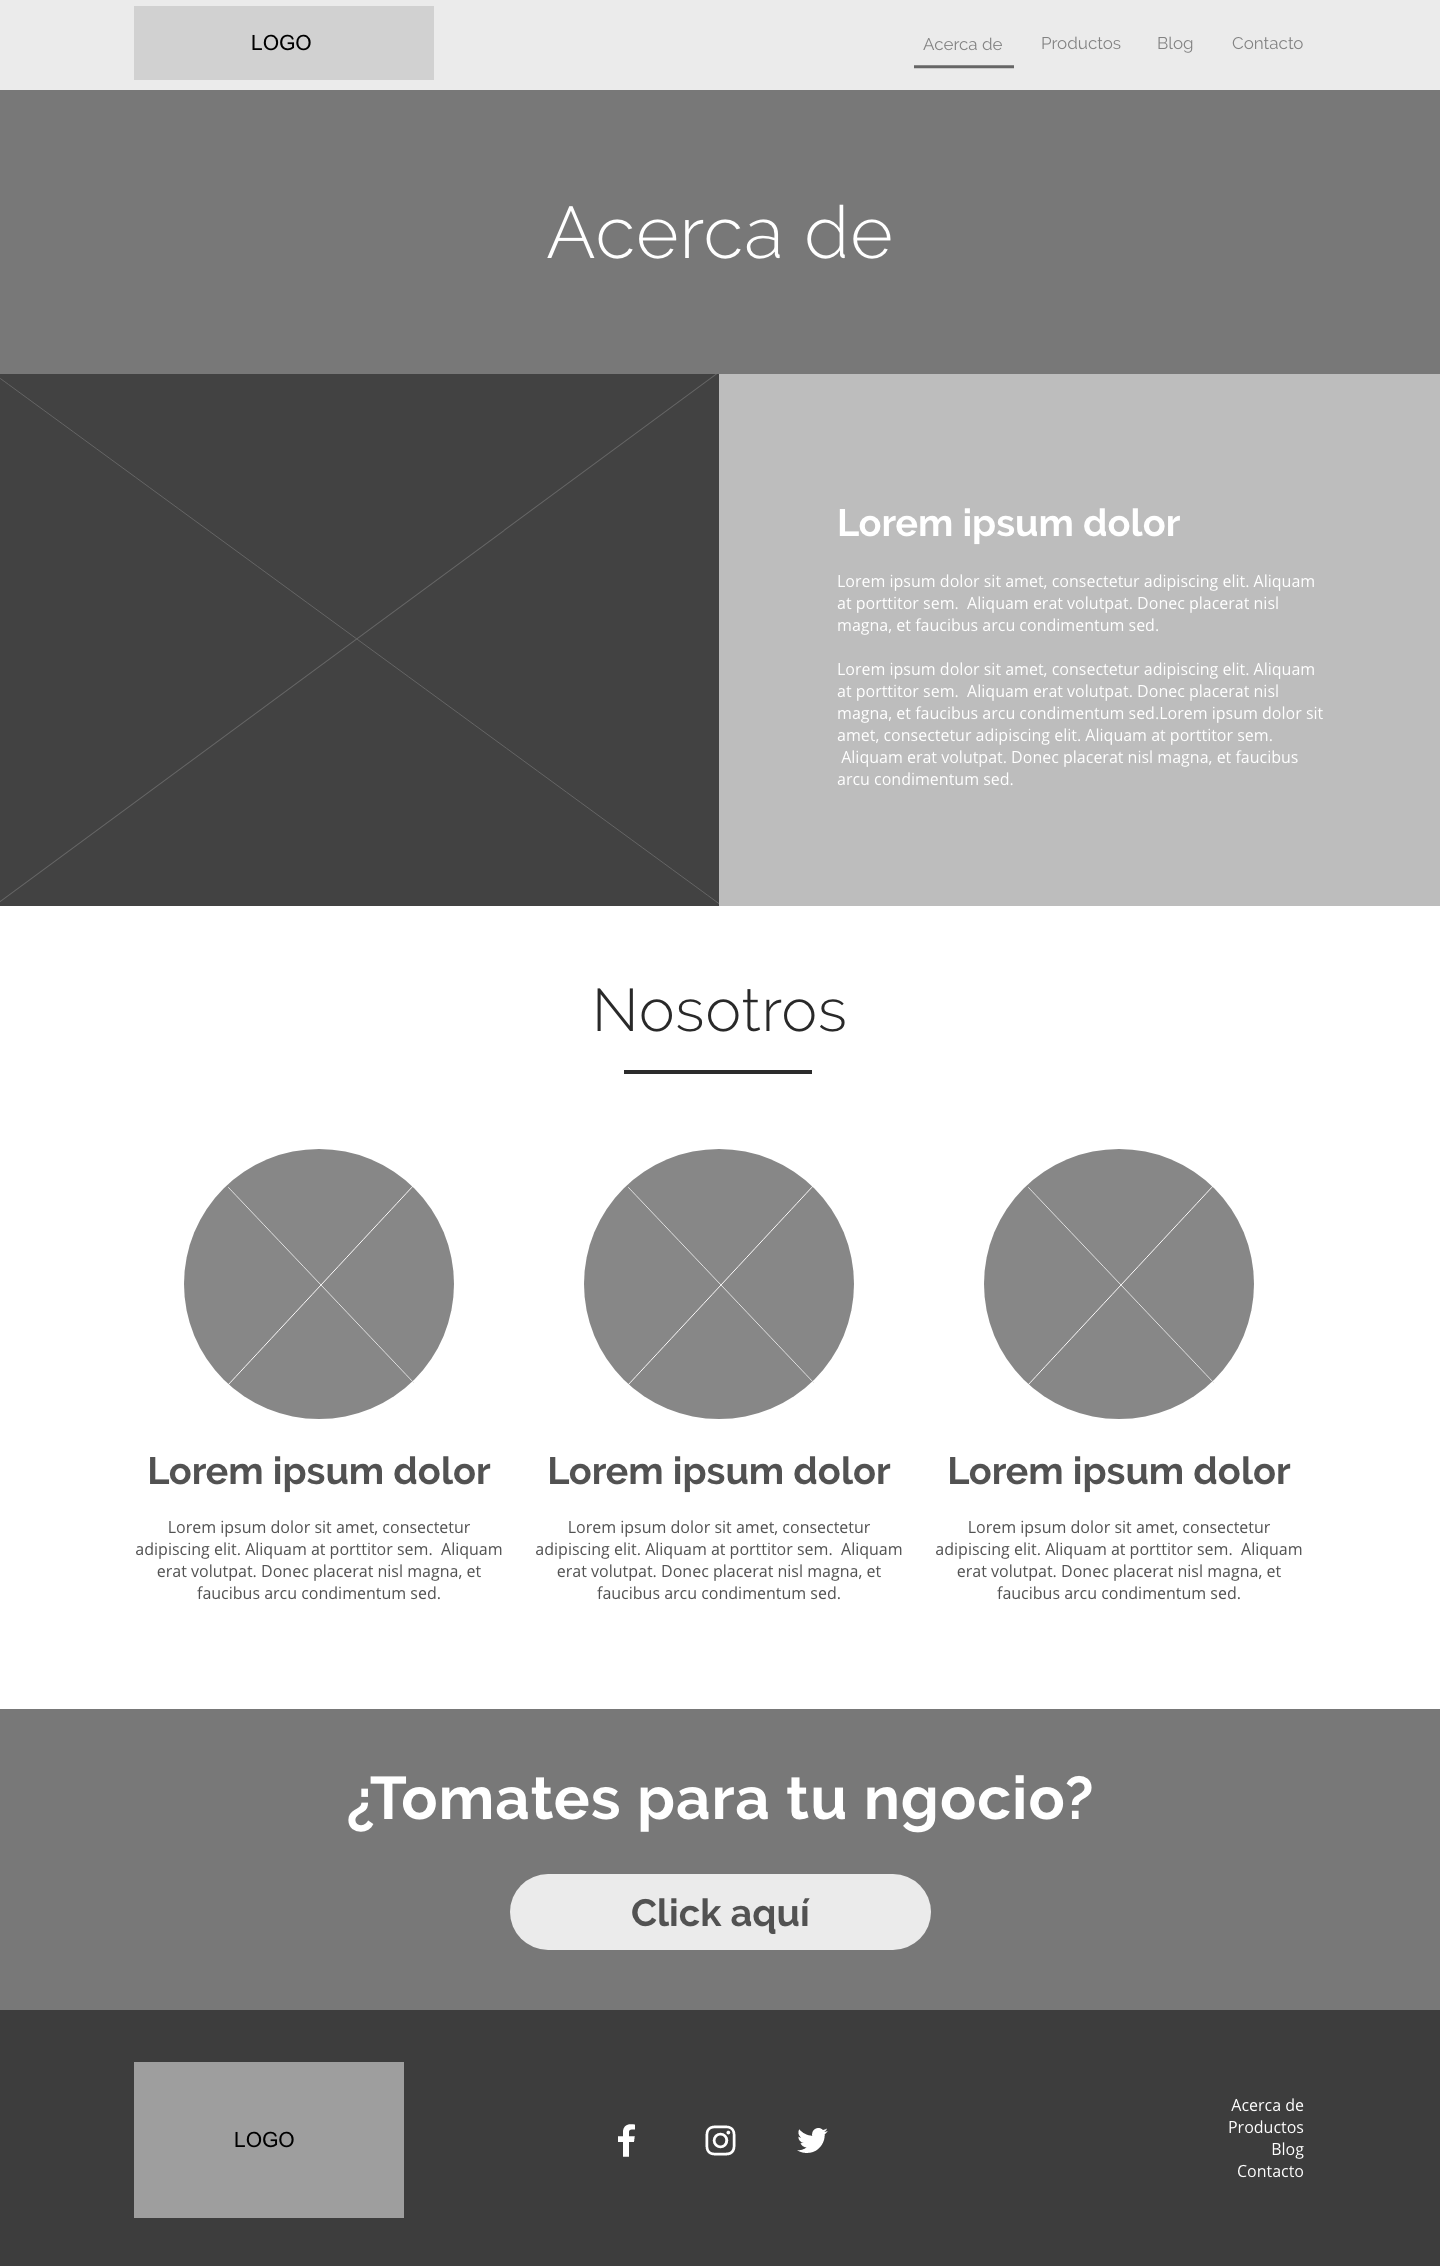 LOGO
Acerca de
Productos
Blog
Contacto
Acerca de
Lorem ipsum dolor
Lorem ipsum dolor sit amet, consectetur adipiscing elit. Aliquam
at porttitor sem.  Aliquam erat volutpat. Donec placerat nisl
magna, et faucibus arcu condimentum sed.
Lorem ipsum dolor sit amet, consectetur adipiscing elit. Aliquam
at porttitor sem.  Aliquam erat volutpat. Donec placerat nisl
magna, et faucibus arcu condimentum sed.Lorem ipsum dolor sit
amet, consectetur adipiscing elit. Aliquam at porttitor sem.
Aliquam erat volutpat. Donec placerat nisl magna, et faucibus
arcu condimentum sed.
Nosotros
Lorem ipsum dolor
Lorem ipsum dolor sit amet, consectetur
adipiscing elit. Aliquam at porttitor sem.  Aliquam
erat volutpat. Donec placerat nisl magna, et
faucibus arcu condimentum sed.
Lorem ipsum dolor
Lorem ipsum dolor sit amet, consectetur
adipiscing elit. Aliquam at porttitor sem.  Aliquam
erat volutpat. Donec placerat nisl magna, et
faucibus arcu condimentum sed.
Lorem ipsum dolor
Lorem ipsum dolor sit amet, consectetur
adipiscing elit. Aliquam at porttitor sem.  Aliquam
erat volutpat. Donec placerat nisl magna, et
faucibus arcu condimentum sed.
¿Tomates para tu ngocio?
Click aquí
LOGO
Acerca de
Productos
Blog
Contacto